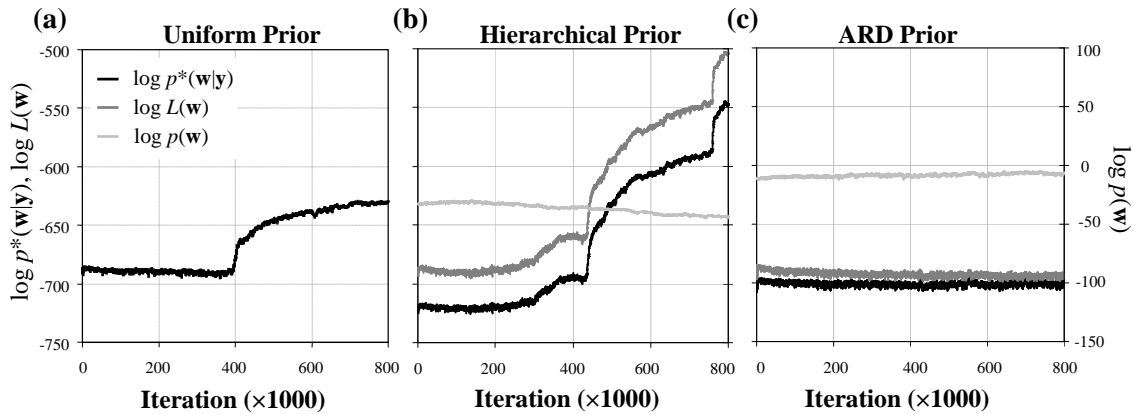 (a)
Uniform Prior
(b)
Hierarchical Prior
(c)
ARD Prior
log p*(w|y), log L(w)
-500
-550
-600
-650
-700
-750
log p*(w|y)
log L(w)
log p(w)
0 200 400 600 800
Iteration (×1000)
0 200 400 600 800
Iteration (×1000)
0 200 400 600 800
Iteration (×1000)
100
50
0
-50
-100
-150
log p(w)